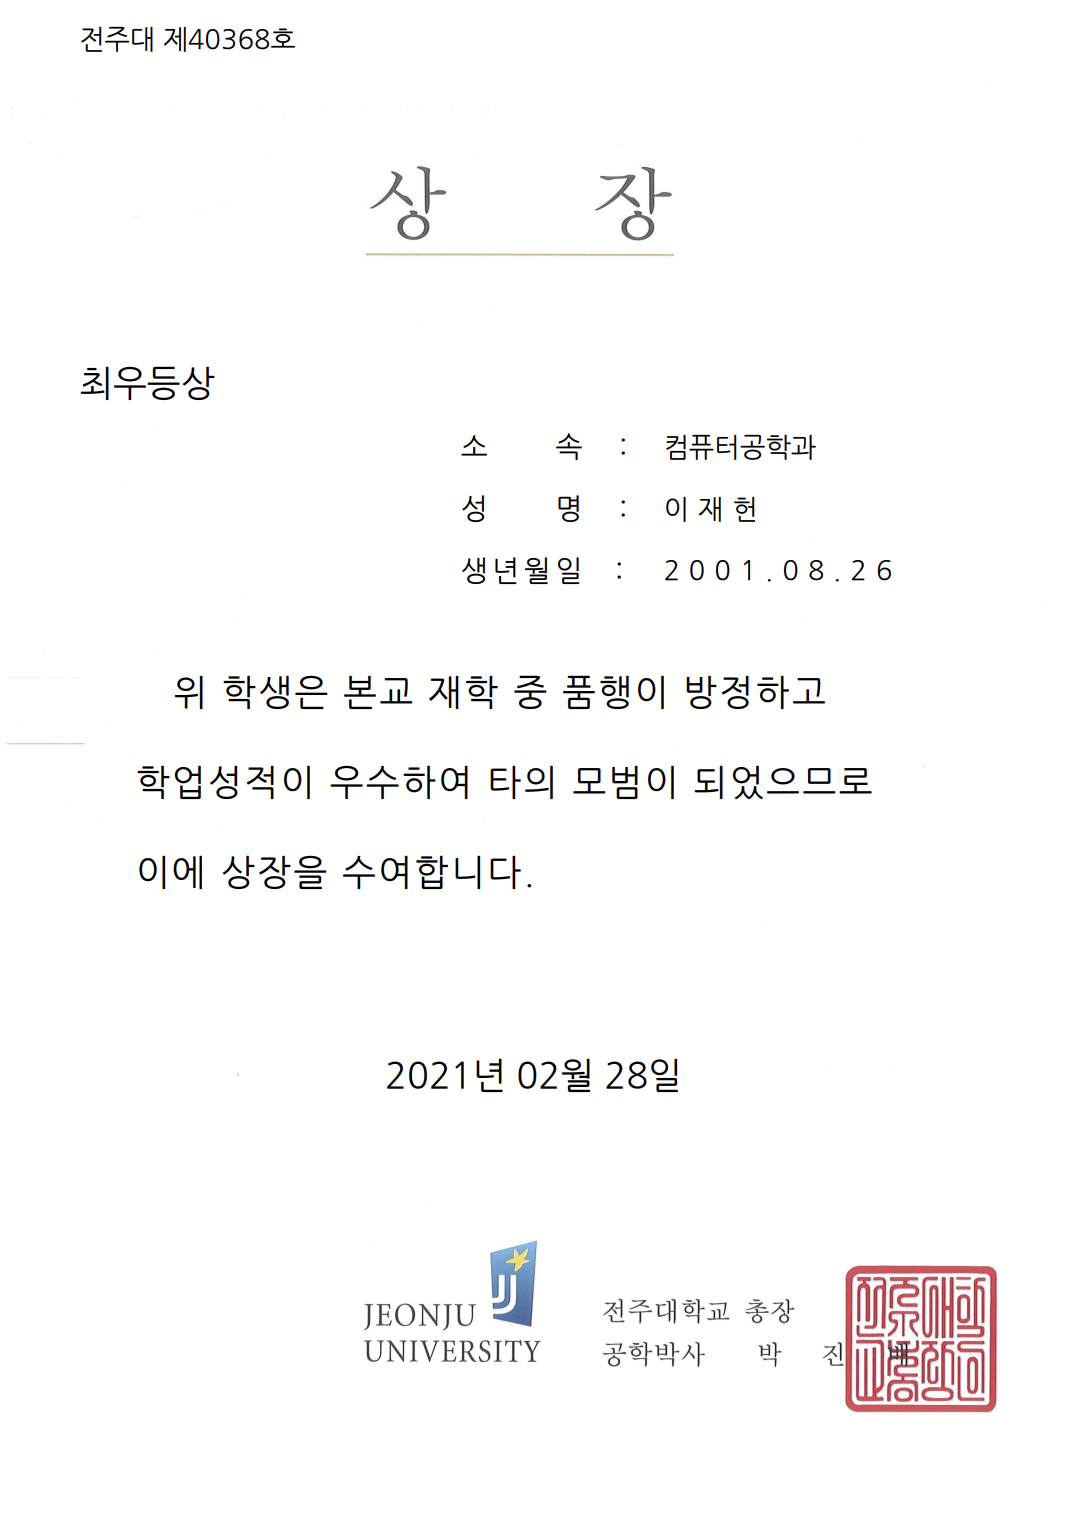 전주대 제40368호
상 장
최우등상
소 속 : 컴퓨터공학과
성 명 : 이 재 헌
생년월일 : 2001.08.26
위 학생은 본교 재학 중 품행이 방정하고
학업성적이 우수하여 타의 모범이 되었으므로
이에 상장을 수여합니다.
2021년 02월 28일
JEONJU
UNIVERSITY
전주대학교 총장
공학박사 박 진 배